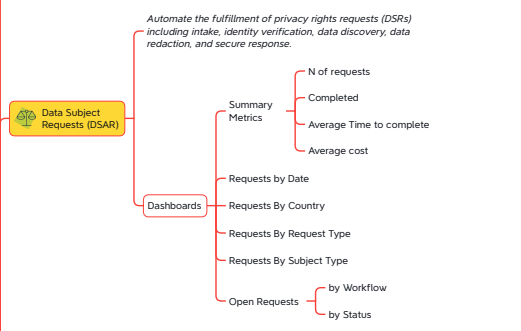 Automate the fulfillment of privacy rights requests (DSRs)
including intake, identity verification, data discovery, data
redaction, and secure response.
Data Subject
Requests (DSAR)
Dashboards
Summary
Metrics
N of requests
Completed
Average Time to complete
Average cost
Requests by Date
Requests By Country
Requests By Request Type
Requests By Subject Type
Open Requests
by Workflow
by Status